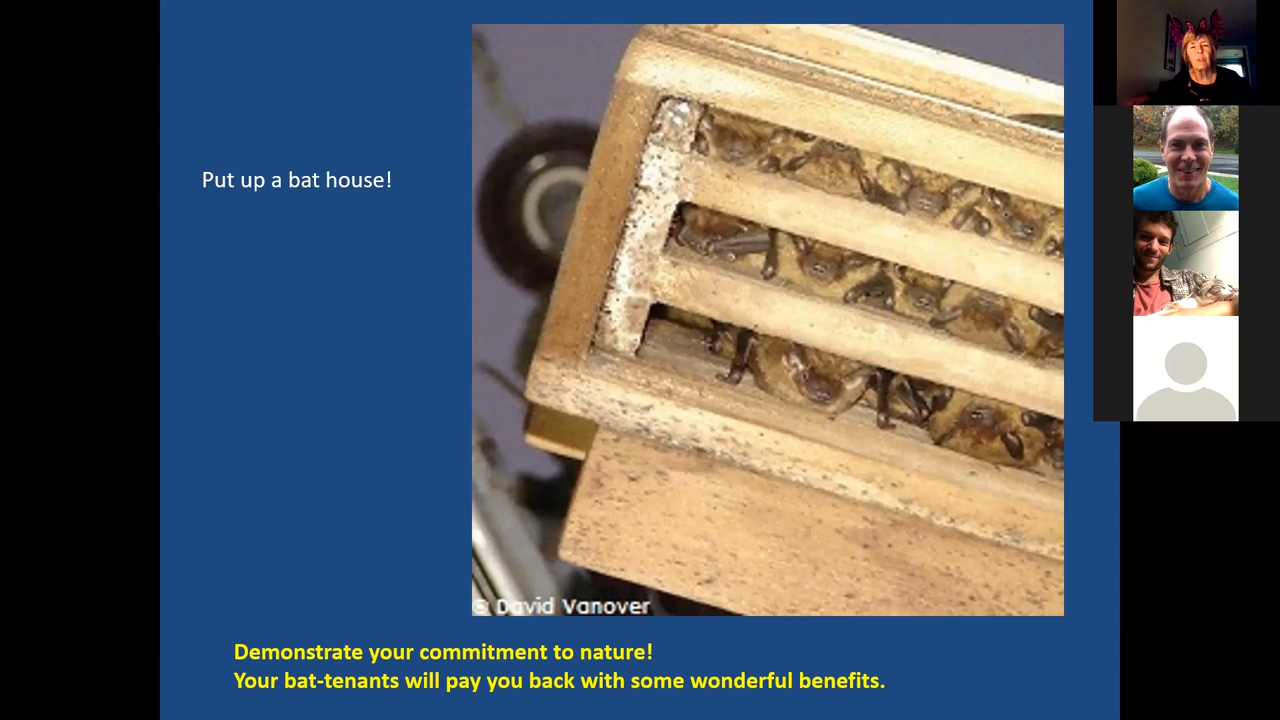 Put up a bat house!
© David Vanover
Demonstrate your commitment to nature!
Your bat-tenants will pay you back with some wonderful benefits.